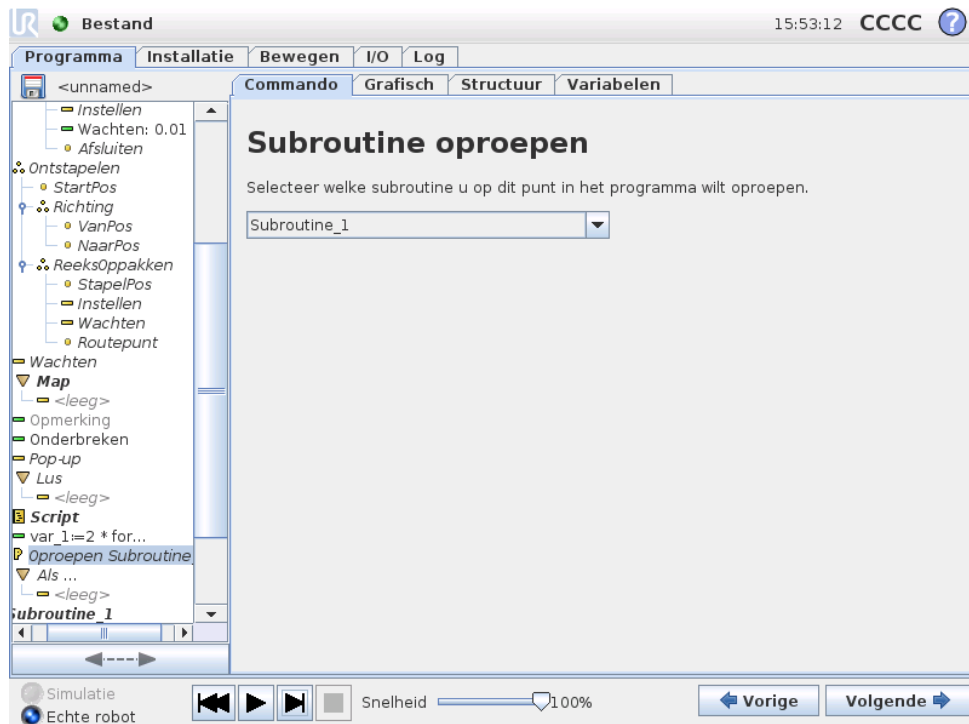 UR Bestand 15:53:12 CCCC ?
Programma Installatie Bewegen I/O Log
<unnamed>
Commando Grafisch Structuur Variabelen
Instellen
Wachten: 0.01
Afsluiten
Ontstapelen
StartPos
Richting
VanPos
NaarPos
ReeksOppakken
StapelPos
Instellen
Wachten
Routepunt
Wachten
Map
<leeg>
Opmerking
Onderbreken
Pop-up
Lus
<leeg>
Script
var_1:=2 * for...
Oproepen Subroutine_
Als ...
<leeg>
Subroutine_1
Subroutine oproepen
Selecteer welke subroutine u op dit punt in het programma wilt oproepen.
Subroutine_1
Simulatie
Echte robot
Snelheid 100%
Vorige Volgende